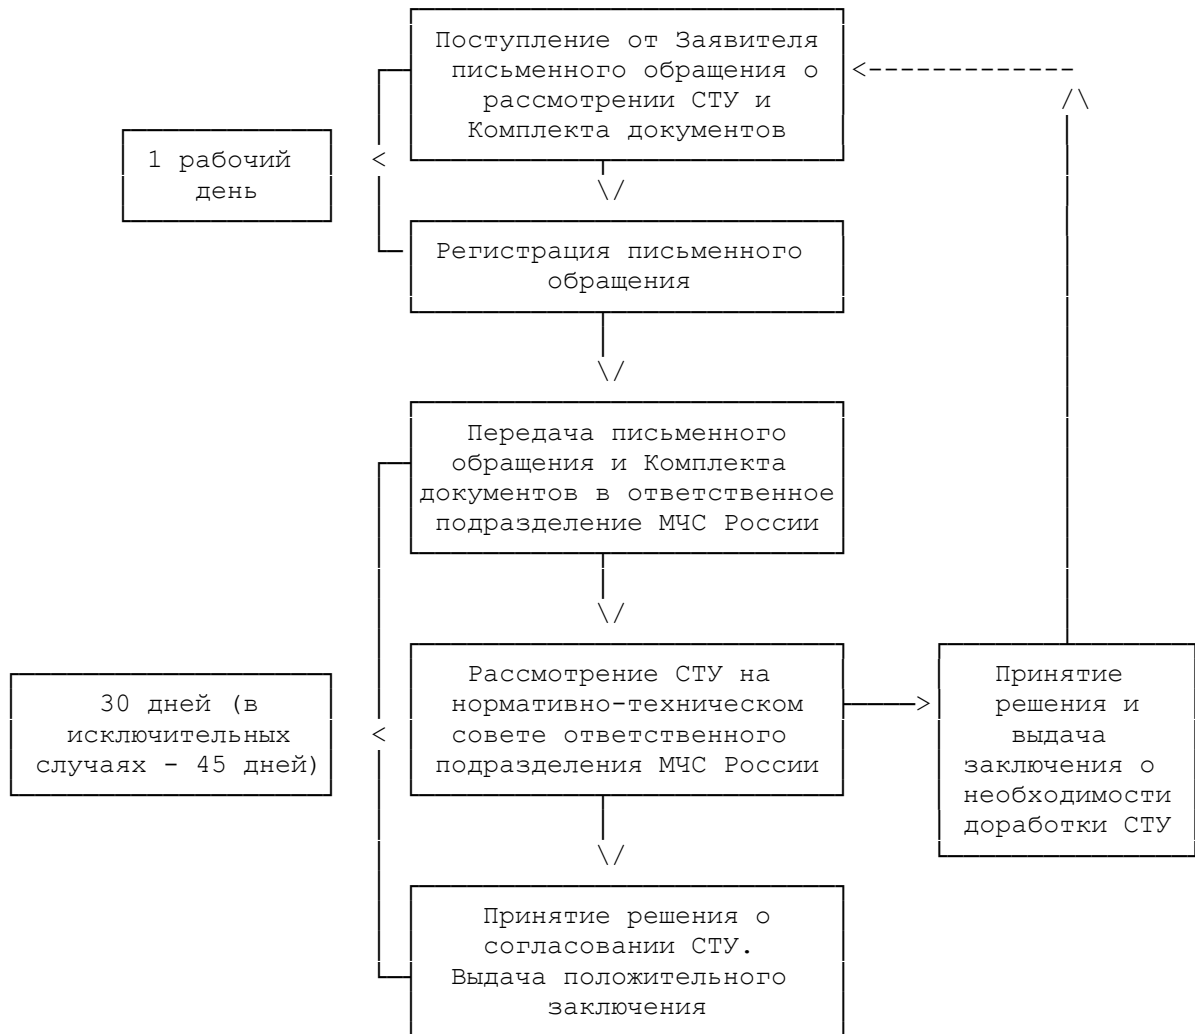 Поступление от Заявителя
письменного обращения о
рассмотрении СТУ и
Комплекта документов
1 рабочий
день
Регистрация письменного
обращения
Передача письменного
обращения и Комплекта
документов в ответственное
подразделение МЧС России
Рассмотрение СТУ на
нормативно-техническом
совете ответственного
подразделения МЧС России
30 дней (в
исключительных
случаях - 45 дней)
Принятие
решения и
выдача
заключения о
необходимости
доработки СТУ
Принятие решения о
согласовании СТУ.
Выдача положительного
заключения